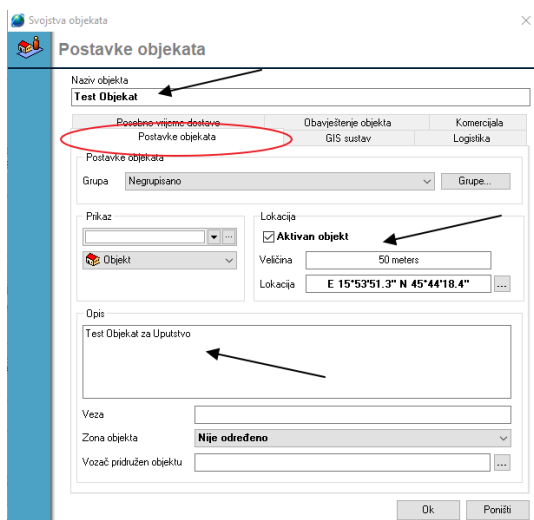 Svojstva objekata
Postavke objekata
Naziv objekta
Test Objekat
Posebno vrijeme dostave
Obavještenje objekta
Komercijala
Postavke objekata
GIS sustav
Logistika
Postavke objekata
Grupa
Negrupisano
Grupe...
Prikaz
...
Objekt
Lokacija
Aktivan objekt
Veličina
50 meters
Lokacija
E 15°53'51.3" N 45°44'18.4"
...
Opis
Test Objekat za Uputstvo
Veza
Zona objekta
Nije određeno
Vozač pridružen objektu
...
Ok
Poništi